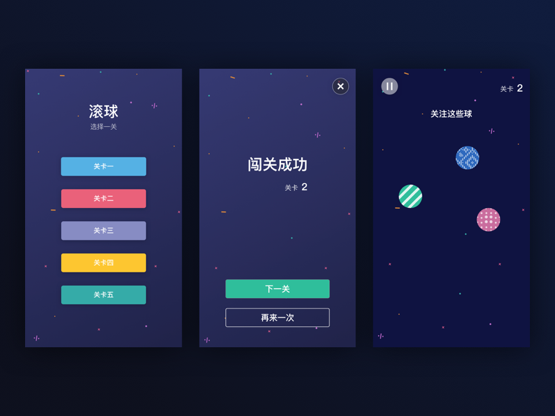 滚球
选择一关
关卡一
关卡二
关卡三
关卡四
关卡五
闯关成功
关卡 2
下一关
再来一次
关卡 2
关注这些球